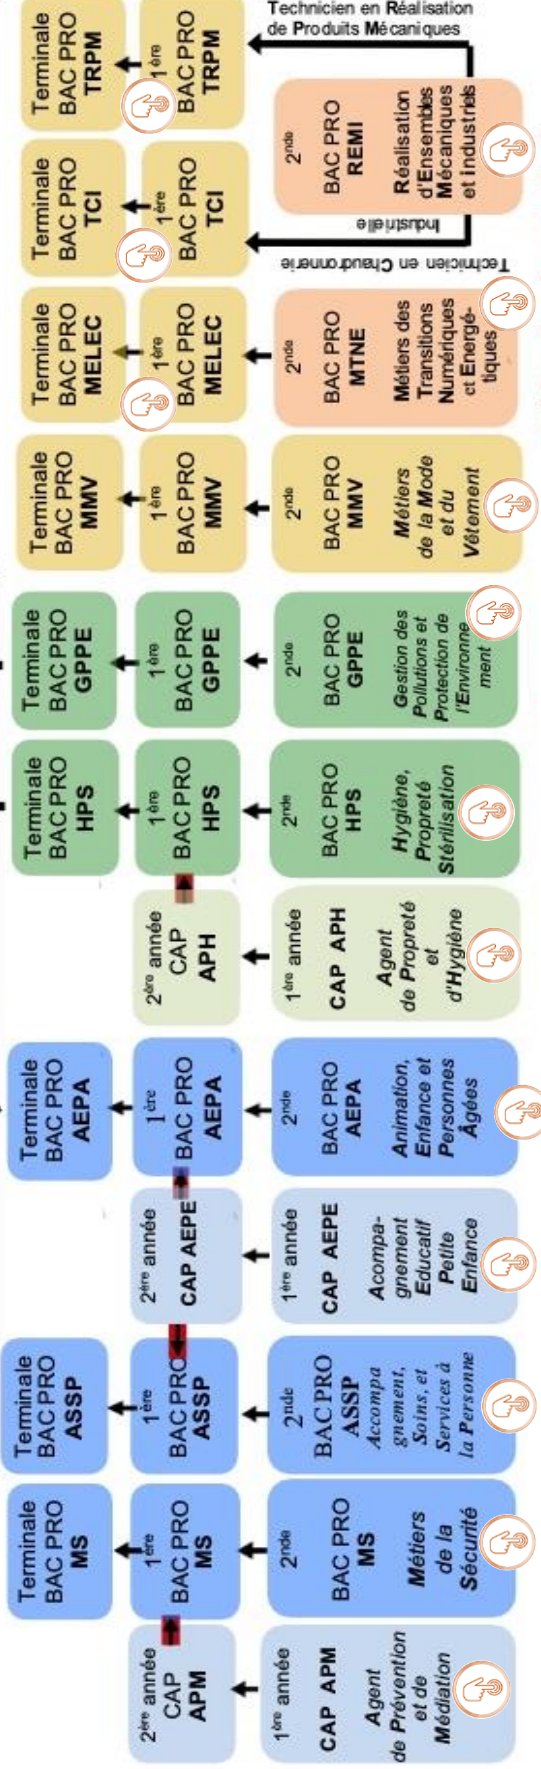 Terminale
BAC PRO
MS
Terminale
BAC PRO
ASSP
Terminale
BAC PRO
AEPA
Terminale
BAC PRO
HPS
Terminale
BAC PRO
GPPE
Terminale
BAC PRO
MMV
Terminale
BAC PRO
MELEC
Terminale
BAC PRO
TCI
Terminale
BAC PRO
TRPM
2ère année
CAP
APM
1ère
BAC PRO
MS
1ère
BAC PRO
ASSP
2ère année
CAP AEPE
1ère
BAC PRO
AEPA
2ère année
CAP
APH
1ère
BAC PRO
HPS
1ère
BAC PRO
GPPE
1ère
BAC PRO
MMV
1ère
BAC PRO
MELEC
1ère
BAC PRO
TCI
1ère
BAC PRO
TRPM
Technicien en Chaudronnerie
Industrielle
Technicien en Réalisation
de Produits Mécaniques
1ère année
CAP APM
Agent
de Prévention
et de
Médiation
2nde
BAC PRO
MS
Métiers
de la
Sécurité
2nde
BAC PRO
ASSP
Accompa
gnement,
Soins, et
Services à
la Personne
1ère année
CAP AEPE
Acompa-
gnement
Educatif
Petite
Enfance
2nde
BAC PRO
AEPA
Animation,
Enfance et
Personnes
Âgées
1ère année
CAP APH
Agent
de Propreté
et
d'Hygiène
2nde
BAC PRO
HPS
Hygiène,
Propreté
Stérilisation
2nde
BAC PRO
GPPE
Gestion des
Pollutions et
Protection de
l'Environne
ment
2nde
BAC PRO
MMV
Métiers
de la Mode
et du
Vêtement
2nde
BAC PRO
MTNE
Métiers des
Transitions
Numériques
et Energé-
tiques
2nde
BAC PRO
REMI
Réalisation
d'Ensembles
Mécaniques
et industriels